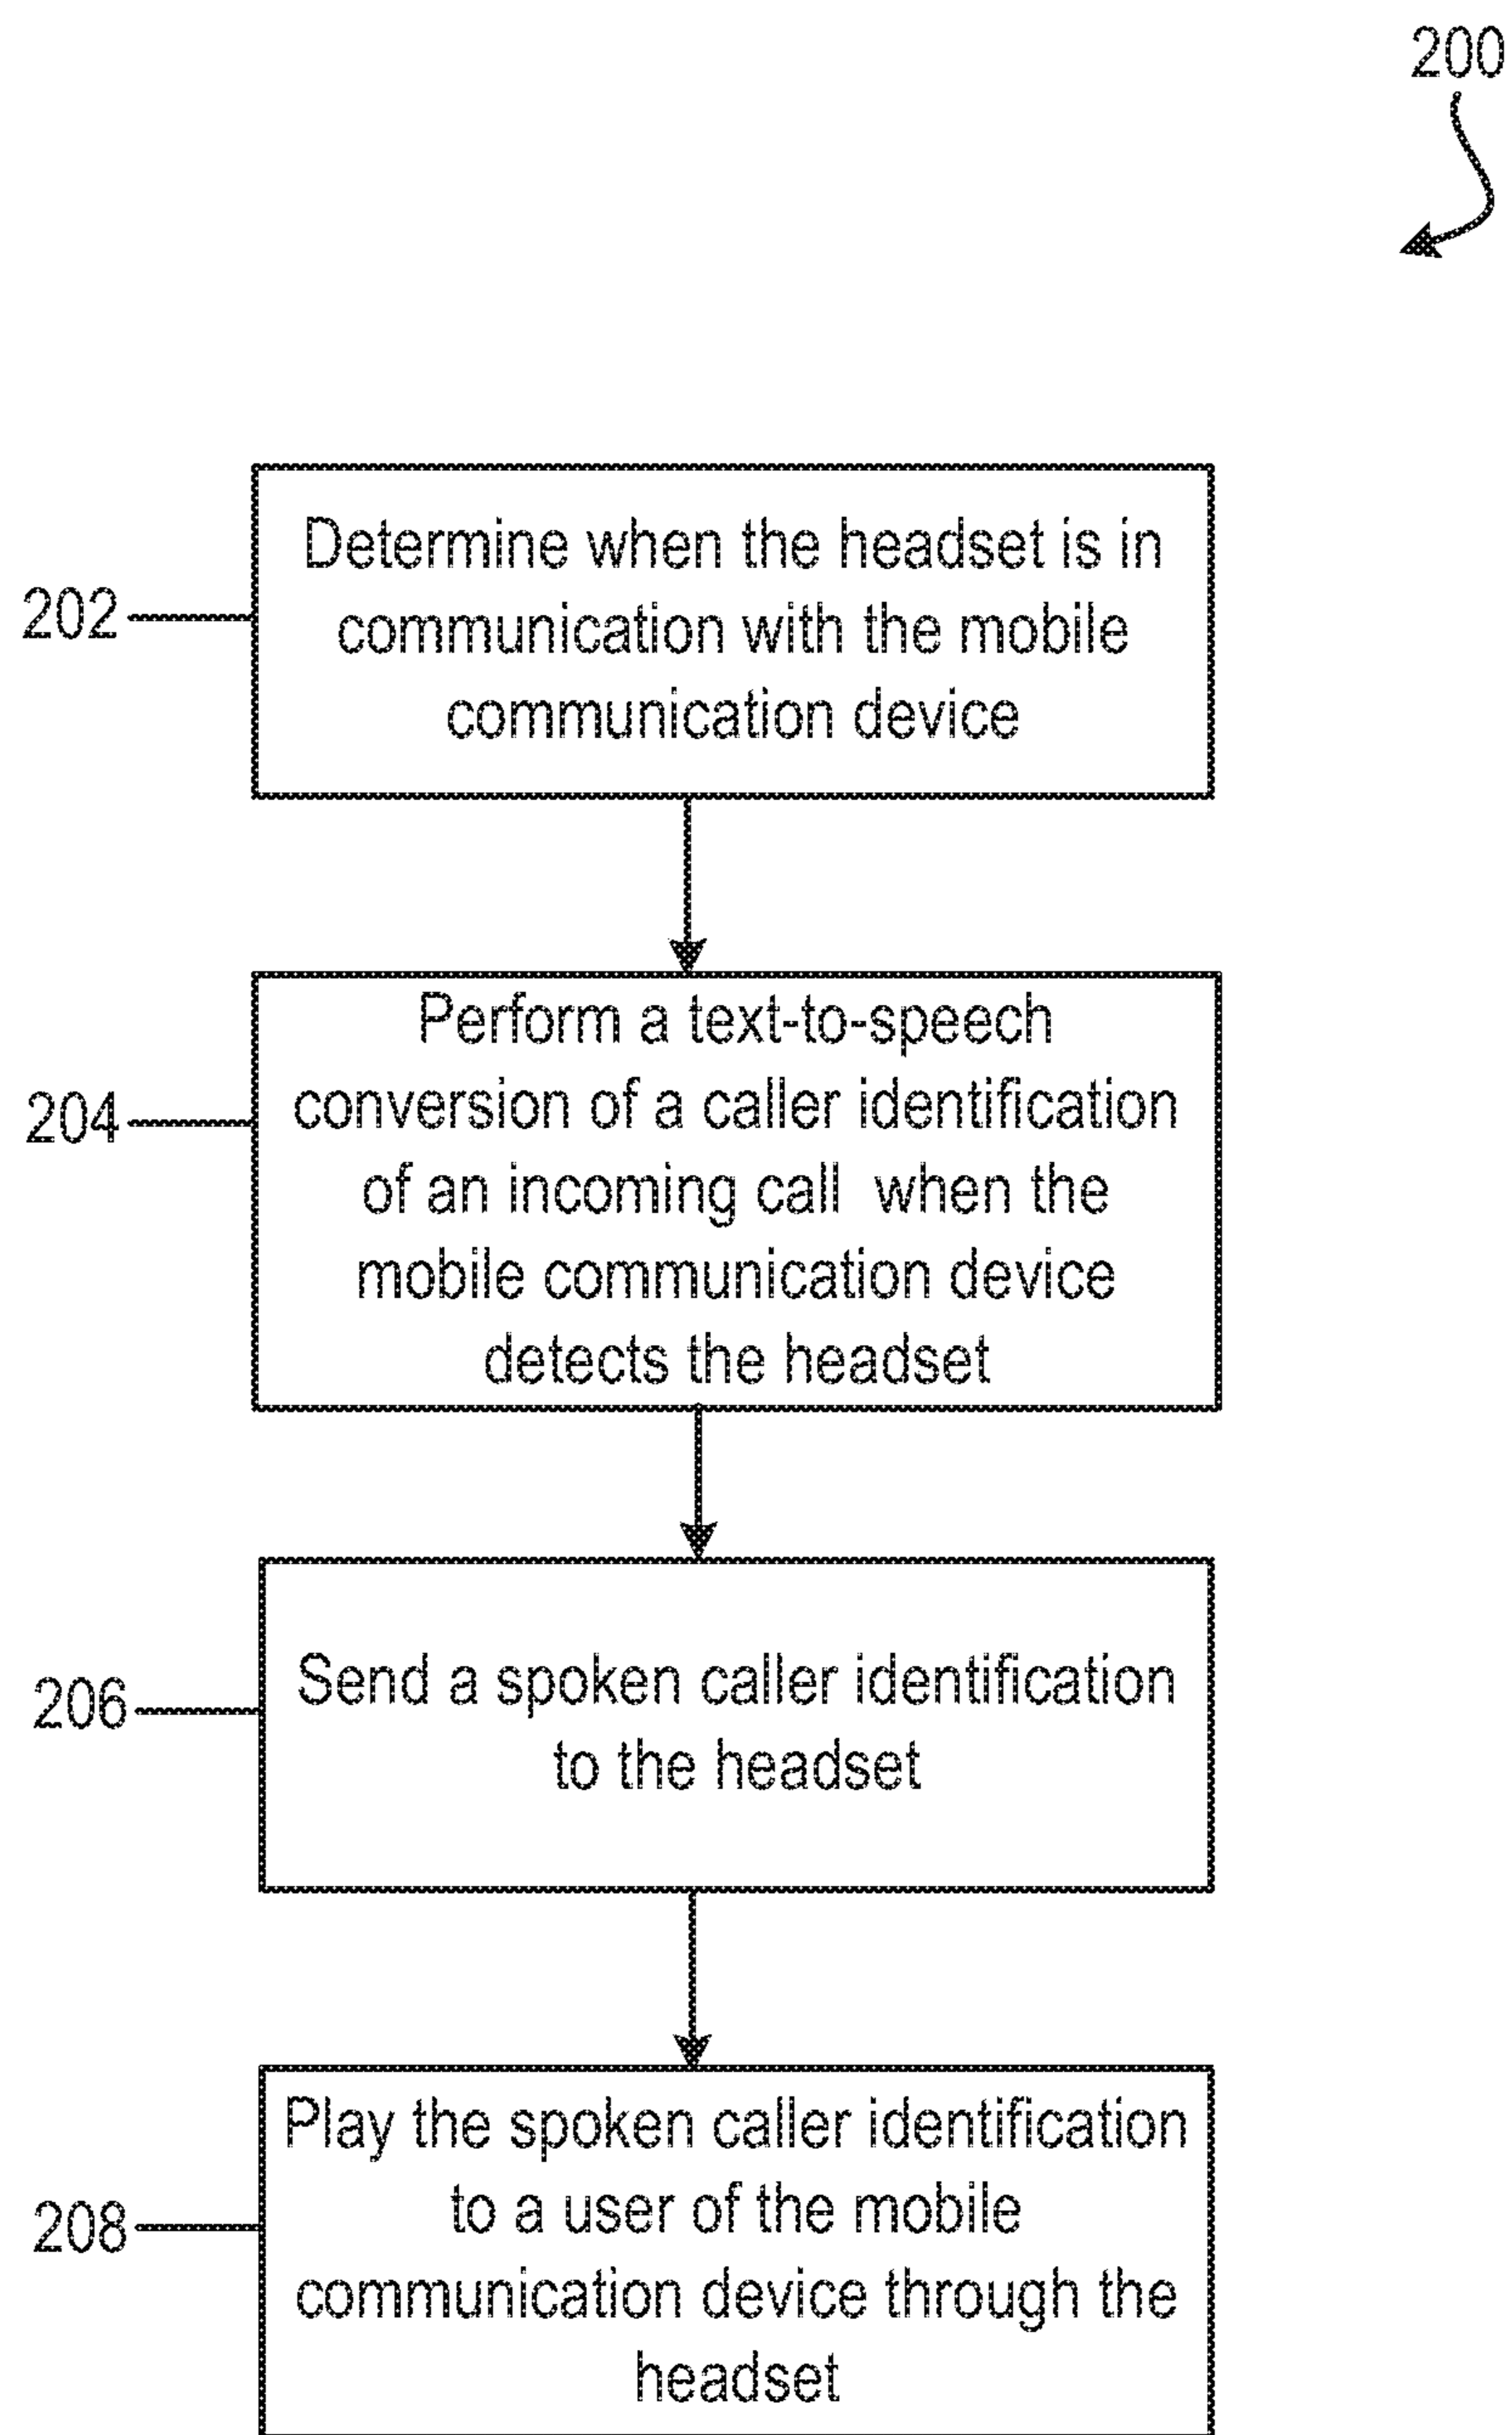 200
202
Determine when the headset is in
communication with the mobile
communication device
204
Perform a text-to-speech
conversion of a caller identification
of an incoming call when the
mobile communication device
detects the headset
206
Send a spoken caller identification
to the headset
208
Play the spoken caller identification
to a user of the mobile
communication device through the
headset